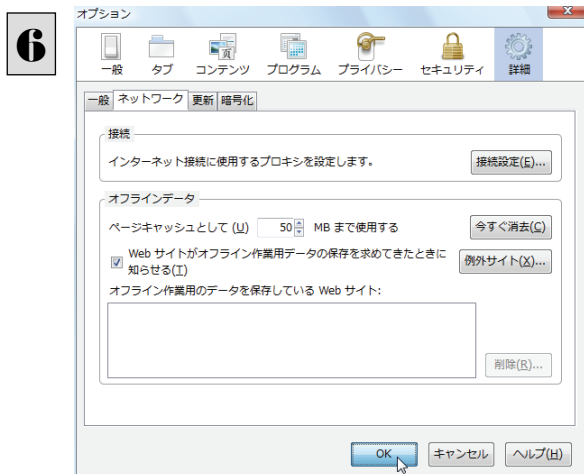 6
オプション
一般 タブ コンテンツ プログラム プライバシー セキュリティ 詳細
一般 ネットワーク 更新 暗号化
接続
インターネット接続に使用するプロキシを設定します。 接続設定(E)...
オフラインデータ
ページキャッシュとして (U) 50 MB まで使用する 今すぐ消去(C)
Web サイトがオフライン作業用データの保存を求めてきたときに
知らせる(T) 例外サイト(X)...
オフライン作業用のデータを保存している Web サイト:
削除(R)...
OK キャンセル ヘルプ(H)